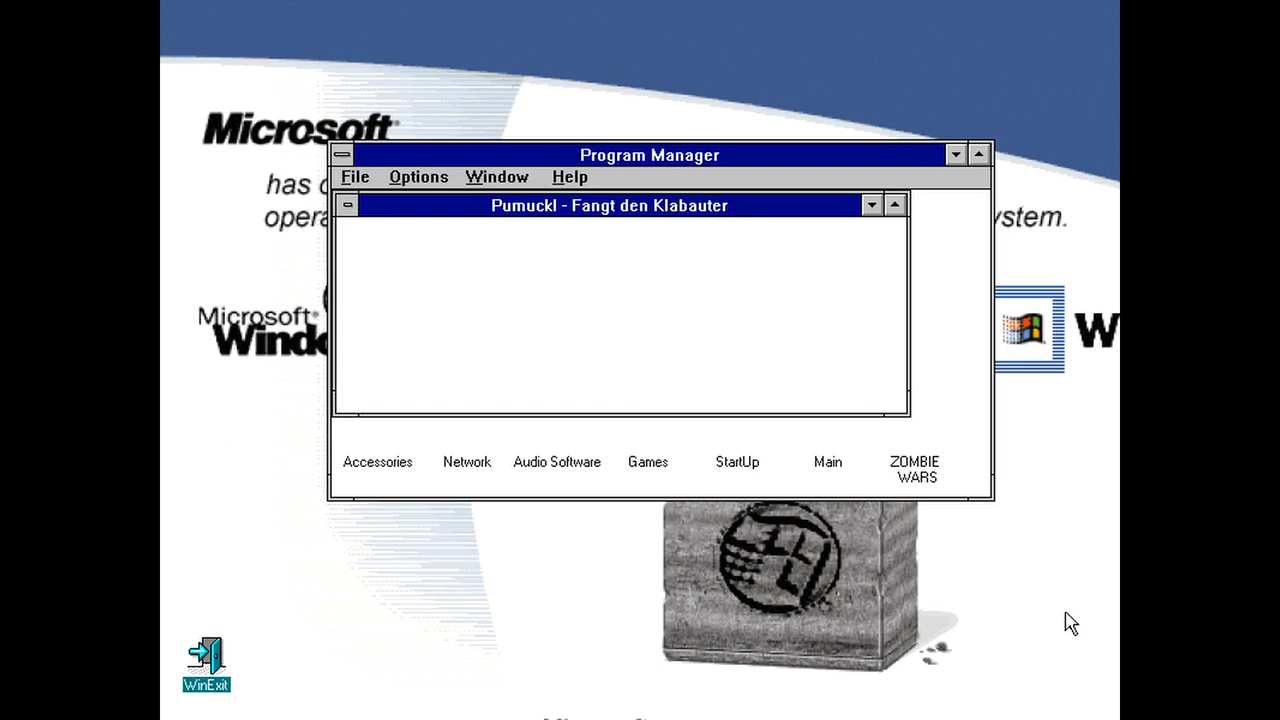 Microsoft
Program Manager
File Options Window Help
has
opera
ystem.
Pumuckl - Fangt den Klabauter
Microsoft
Windo
W
Accessories Network Audio Software Games StartUp Main ZOMBIE
WARS
WinExit